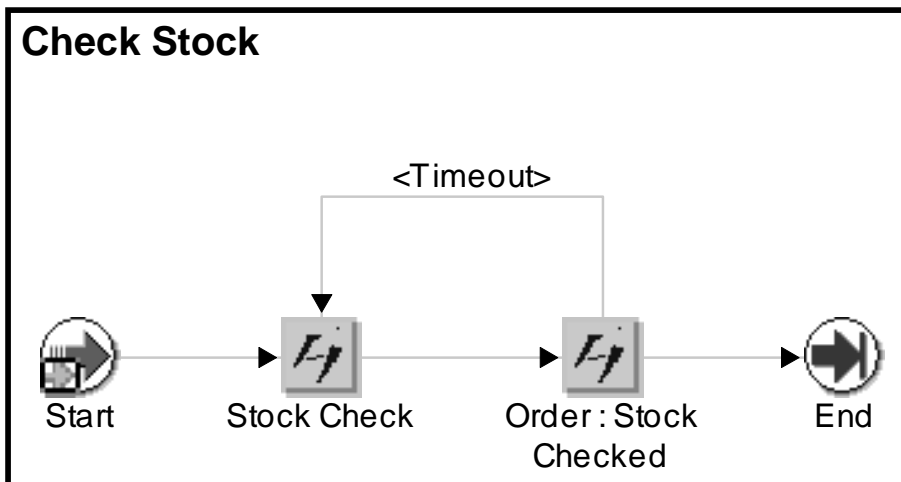 Check Stock
<Timeout>
Start
Stock Check
Order : Stock
Checked
End